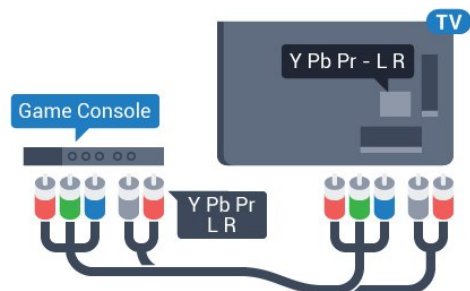 TV
Y Pb Pr - L R
Game Console
Y Pb Pr
L R